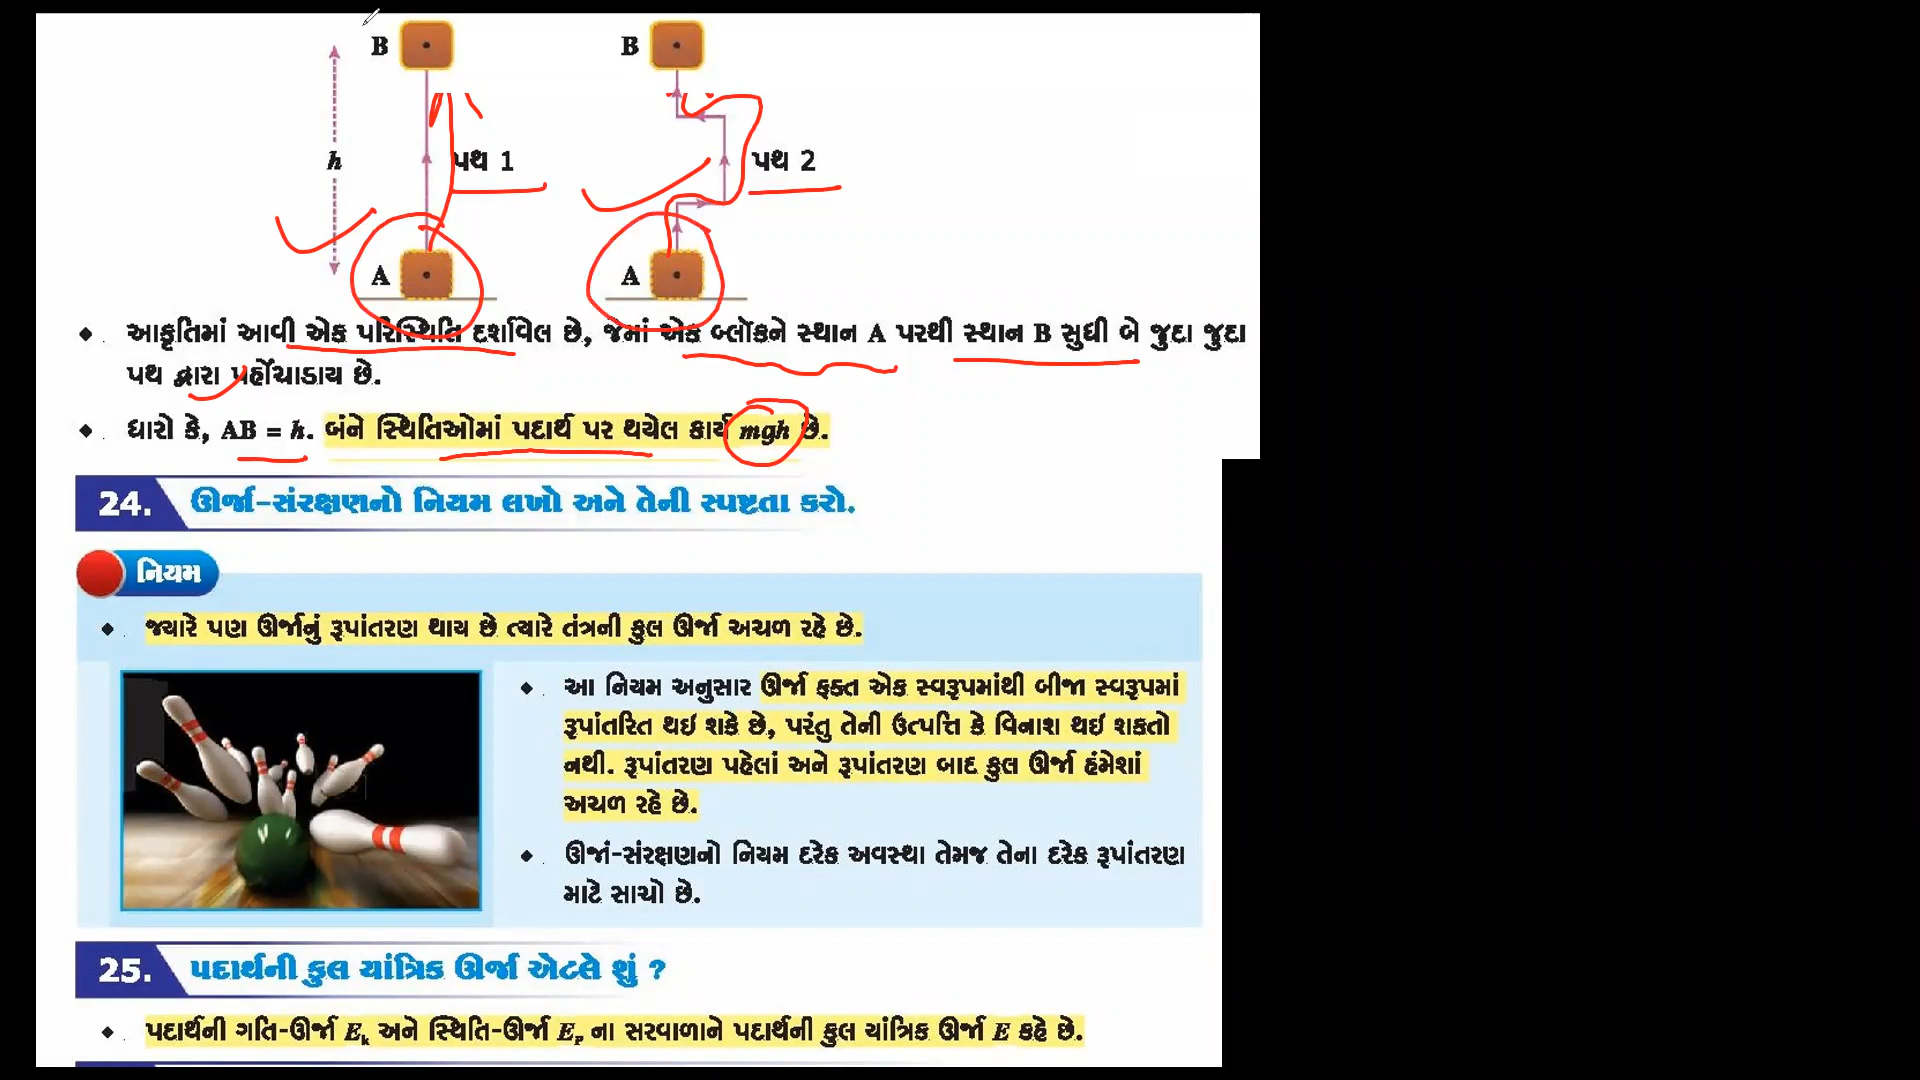 B B
h પથ 1 પથ 2
A A
આકૃતિમાં આવી એક પરિસ્થિતિ દર્શાવેલ છે, જેમાં એક બ્લૉકને સ્થાન A પરથી સ્થાન B સુધી બે જુદા જુદા
પથ દ્વારા પહોંચાડાય છે.
ધારો કે, AB = h. બંને સ્થિતિઓમાં પદાર્થ પર થયેલ કાર્ય mgh છે.
24. ઊર્જા-સંરક્ષણનો નિયમ લખો અને તેની સ્પષ્ટતા કરો.
નિયમ
જ્યારે પણ ઊર્જાનું રૂપાંતરણ થાય છે ત્યારે તંત્રની કુલ ઊર્જા અચળ રહે છે.
આ નિયમ અનુસાર ઊર્જા ફક્ત એક સ્વરૂપમાંથી બીજા સ્વરૂપમાં
રૂપાંતરિત થઈ શકે છે, પરંતુ તેની ઉત્પત્તિ કે વિનાશ થઈ શકતો
નથી. રૂપાંતરણ પહેલાં અને રૂપાંતરણ બાદ કુલ ઊર્જા હંમેશાં
અચળ રહે છે.
ઊર્જા-સંરક્ષણનો નિયમ દરેક અવસ્થા તેમજ તેના દરેક રૂપાંતરણ
માટે સાચો છે.
25. પદાર્થની કુલ યાંત્રિક ઊર્જા એટલે શું ?
પદાર્થની ગતિ-ઊર્જા Eₖ અને સ્થિતિ-ઊર્જા Eₚ ના સરવાળાને પદાર્થની કુલ યાંત્રિક ઊર્જા E કહે છે.